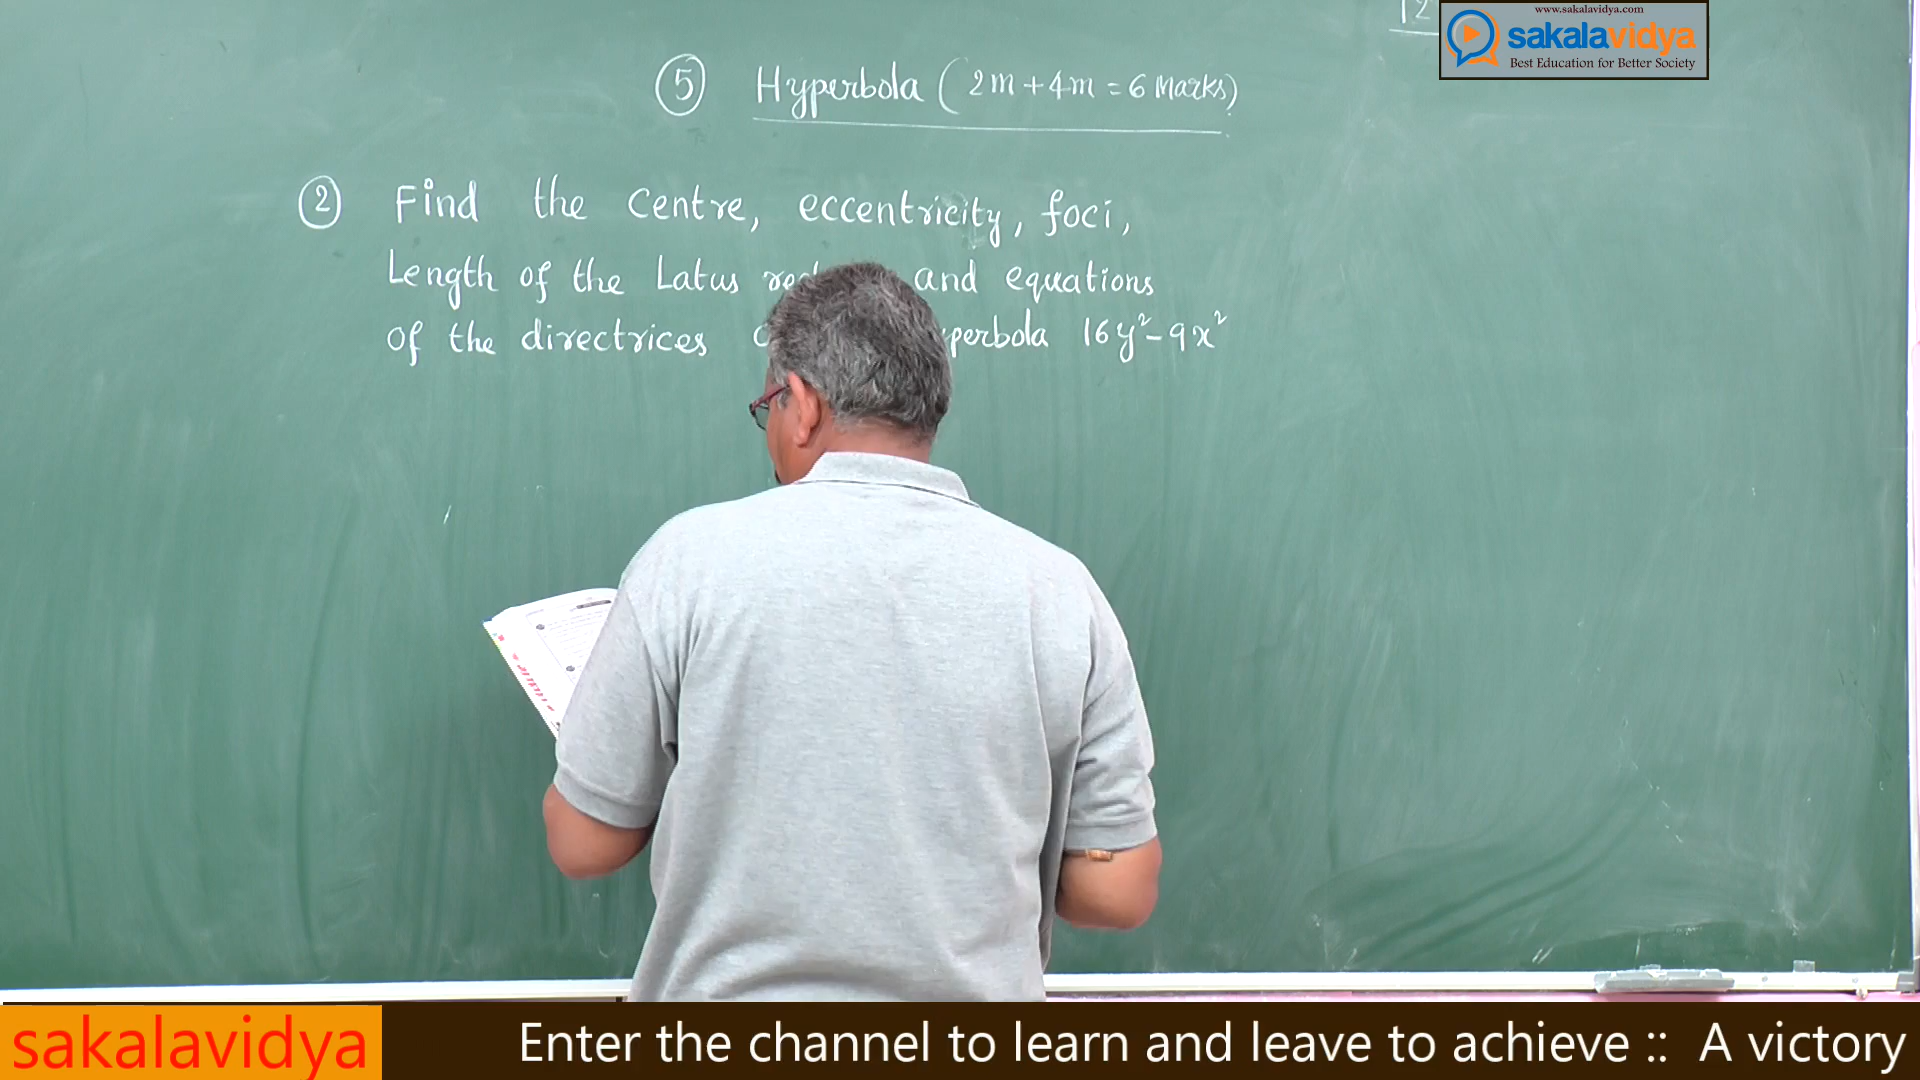 12
www.sakalavidya.com
sakalavidya
Best Education for Better Society
5 Hyperbola (2m+4m=6 Marks)
2 Find the Centre, eccentricity, foci,
Length of the Latus and equations
of the directrices 16y²-9x²
sakalavidya Enter the channel to learn and leave to achieve :: A victory